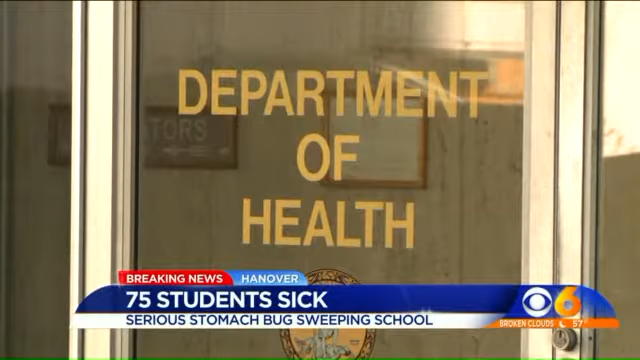 DEPARTMENT
OF
HEALTH
BREAKING NEWS HANOVER
75 STUDENTS SICK
SERIOUS STOMACH BUG SWEEPING SCHOOL
6
BROKEN CLOUDS 57